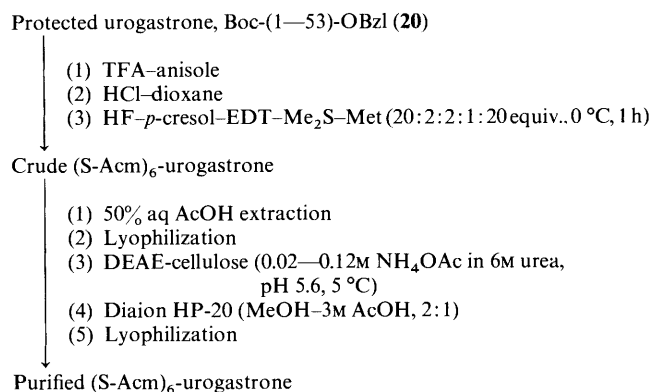 Protected urogastrone, Boc-(1—53)-OBzl (20)
(1) TFA–anisole
(2) HCl–dioxane
(3) HF–p-cresol–EDT–Me₂S–Met (20:2:2:1:20equiv..0 °C, 1 h)
Crude (S-Acm)₆-urogastrone
(1) 50% aq AcOH extraction
(2) Lyophilization
(3) DEAE-cellulose (0.02—0.12M NH₄OAc in 6M urea,
pH 5.6, 5 °C)
(4) Diaion HP-20 (MeOH–3M AcOH, 2:1)
(5) Lyophilization
Purified (S-Acm)₆-urogastrone